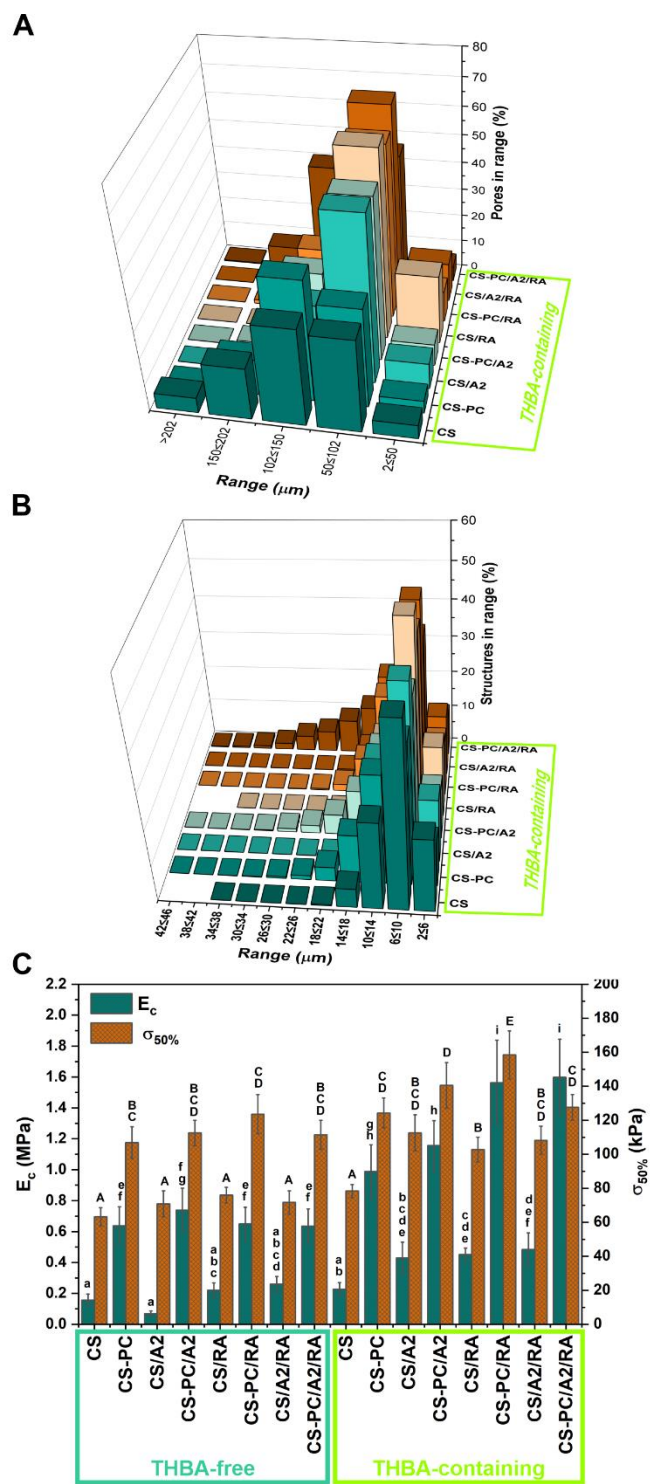 A
80
70
60
50
40
30
20
10
0
Pores in range (%)
CS-PC/A2/RA
CS/A2/RA
CS-PC/RA
CS/RA
CS-PC/A2
CS/A2
CS-PC
CS
THBA-containing
>202
150≤202
102≤150
50≤102
2≤50
Range (μm)
B
60
50
40
30
20
10
0
Structures in range (%)
CS-PC/A2/RA
CS/A2/RA
CS-PC/RA
CS/RA
CS-PC/A2
CS/A2
CS-PC
CS
THBA-containing
42≤46
38≤42
34≤38
30≤34
26≤30
22≤26
18≤22
14≤18
10≤14
6≤10
2≤6
Range (μm)
C
2.2
2.0
1.8
1.6
1.4
1.2
1.0
0.8
0.6
0.4
0.2
0.0
E_c (MPa)
E_c
σ_50%
200
180
160
140
120
100
80
60
40
20
0
σ_50% (kPa)
a
A
e f
B C
a
A
f g
B C D
a b c
A
e f
C D
a b c d
A
e f
B C D
a b
A
g h
C D
b c d e
B C D
h
D
c d e
B
i
E
d e f
B C D
i
C D
CS
CS-PC
CS/A2
CS-PC/A2
CS/RA
CS-PC/RA
CS/A2/RA
CS-PC/A2/RA
CS
CS-PC
CS/A2
CS-PC/A2
CS/RA
CS-PC/RA
CS/A2/RA
CS-PC/A2/RA
THBA-free
THBA-containing